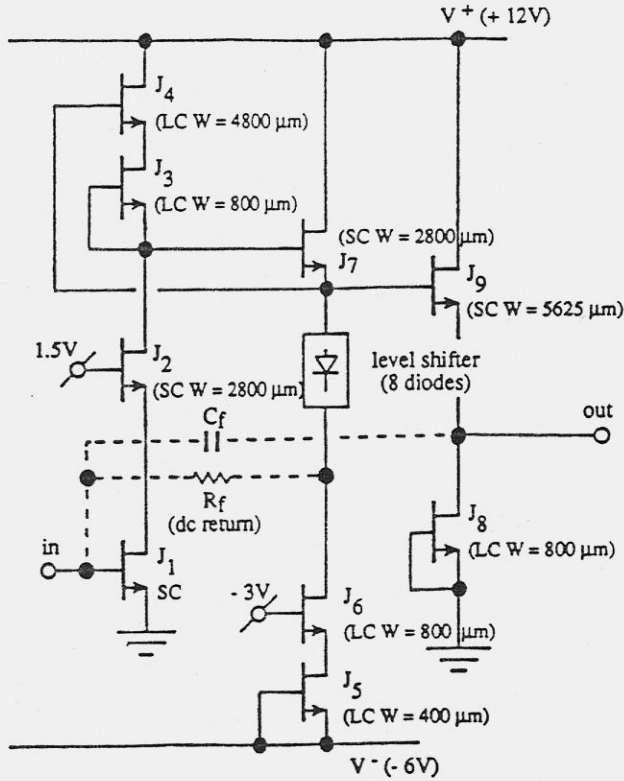 V⁺ (+ 12V)
J₄
(LC W = 4800 µm)
J₃
(LC W = 800 µm)
(SC W = 2800 µm)
J₇
J₉
(SC W = 5625 µm)
1.5V
J₂
(SC W = 2800 µm)
level shifter
(8 diodes)
C_f
out
R_f
(dc return)
in
J₁
SC
- 3V
J₆
(LC W = 800 µm)
J₈
(LC W = 800 µm)
J₅
(LC W = 400 µm)
V⁻ (- 6V)